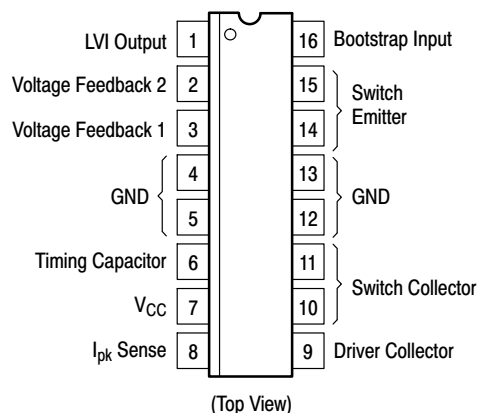 LVI Output 1 16 Bootstrap Input
Voltage Feedback 2 2 15 Switch
Emitter
Voltage Feedback 1 3 14
GND 4 13 GND
5 12
Timing Capacitor 6 11 Switch Collector
VCC 7 10
Ipk Sense 8 9 Driver Collector
(Top View)